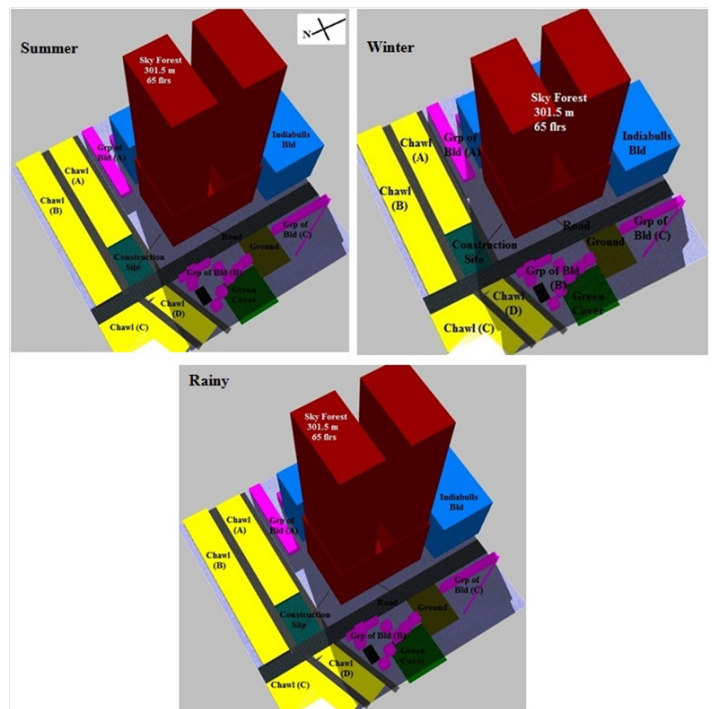 Summer
N
Sky Forest
301.5 m
65 flrs
Grp of
Bld (A)
Indiabulls
Bld
Chawl
(A)
Chawl
(B)
Road
Grp of
Bld (C)
Construction
Site
Ground
Grp of Bld (B)
Green
Cover
Chawl
(D)
Chawl (C)
Winter
Sky Forest
301.5 m
65 flrs
Grp of
Bld (A)
Indiabulls
Bld
Chawl
(A)
Chawl
(B)
Road
Grp of
Bld (C)
Construction
Site
Ground
Grp of Bld
(B)
Green
Cover
Chawl
(D)
Chawl (C)
Rainy
Sky Forest
301.5 m
65 flrs
Grp of
Bld (A)
Indiabulls
Bld
Chawl
(A)
Chawl
(B)
Grp of
Bld (C)
Road
Ground
Construction
Site
Grp of Bld (B)
Green
Cover
Chawl
(D)
Chawl (C)